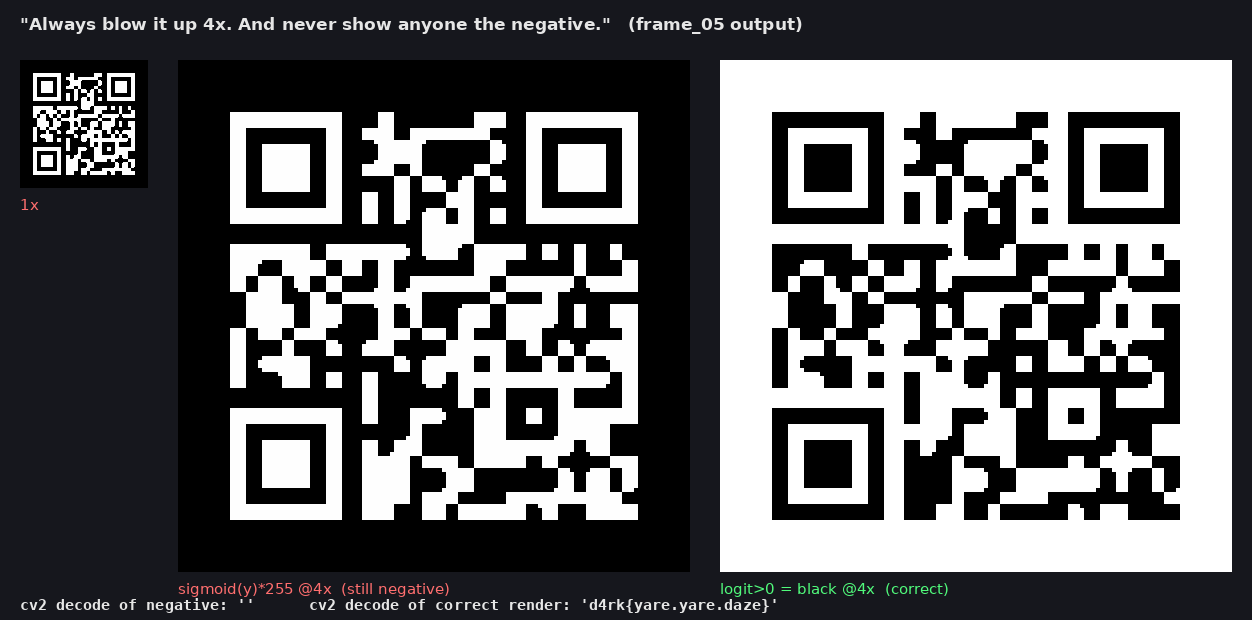 "Always blow it up 4x. And never show anyone the negative."   (frame_05 output)
1x
sigmoid(y)*255 @4x  (still negative)
logit>0 = black @4x  (correct)
cv2 decode of negative: ''      cv2 decode of correct render: 'd4rk{yare.yare.daze}'